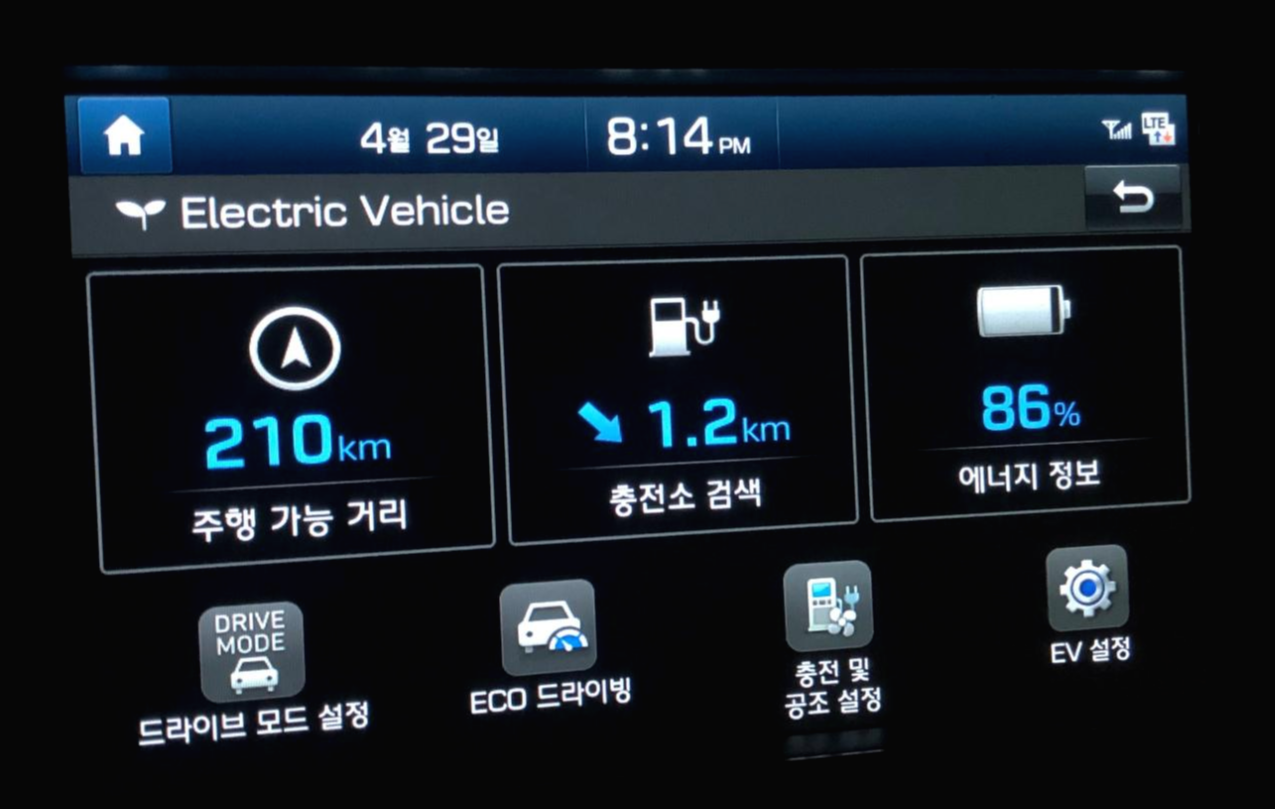 4월 29일
8:14 PM
LTE
Electric Vehicle
210km
주행 가능 거리
1.2km
충전소 검색
86%
에너지 정보
DRIVE
MODE
드라이브 모드 설정
ECO 드라이빙
충전 및
공조 설정
EV 설정